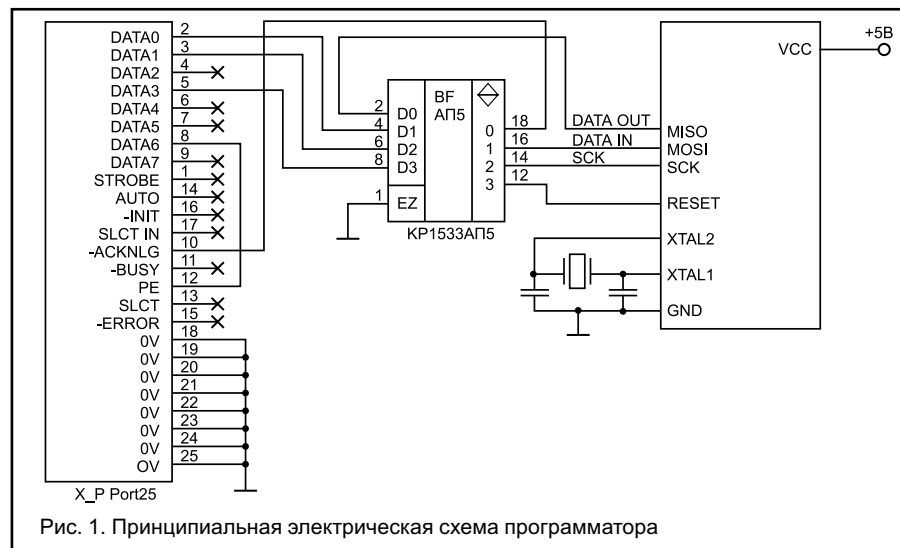 DATA0 2
DATA1 3
DATA2 4
DATA3 5
DATA4 6
DATA5 7
DATA6 8
DATA7 9
STROBE 1
AUTO 14
-INIT 16
SLCT IN 17
-ACKNLG 10
-BUSY 11
PE 12
SLCT 13
-ERROR 15
0V 18
0V 19
0V 20
0V 21
0V 22
0V 23
0V 24
OV 25
X_P Port25
2 D0
4 D1
6 D2
8 D3
1 EZ
BF
АП5
0 18
1 16
2 14
3 12
КР1533АП5
DATA OUT
DATA IN
SCK
VCC
+5В
MISO
MOSI
SCK
RESET
XTAL2
XTAL1
GND
Рис. 1. Принципиальная электрическая схема программатора